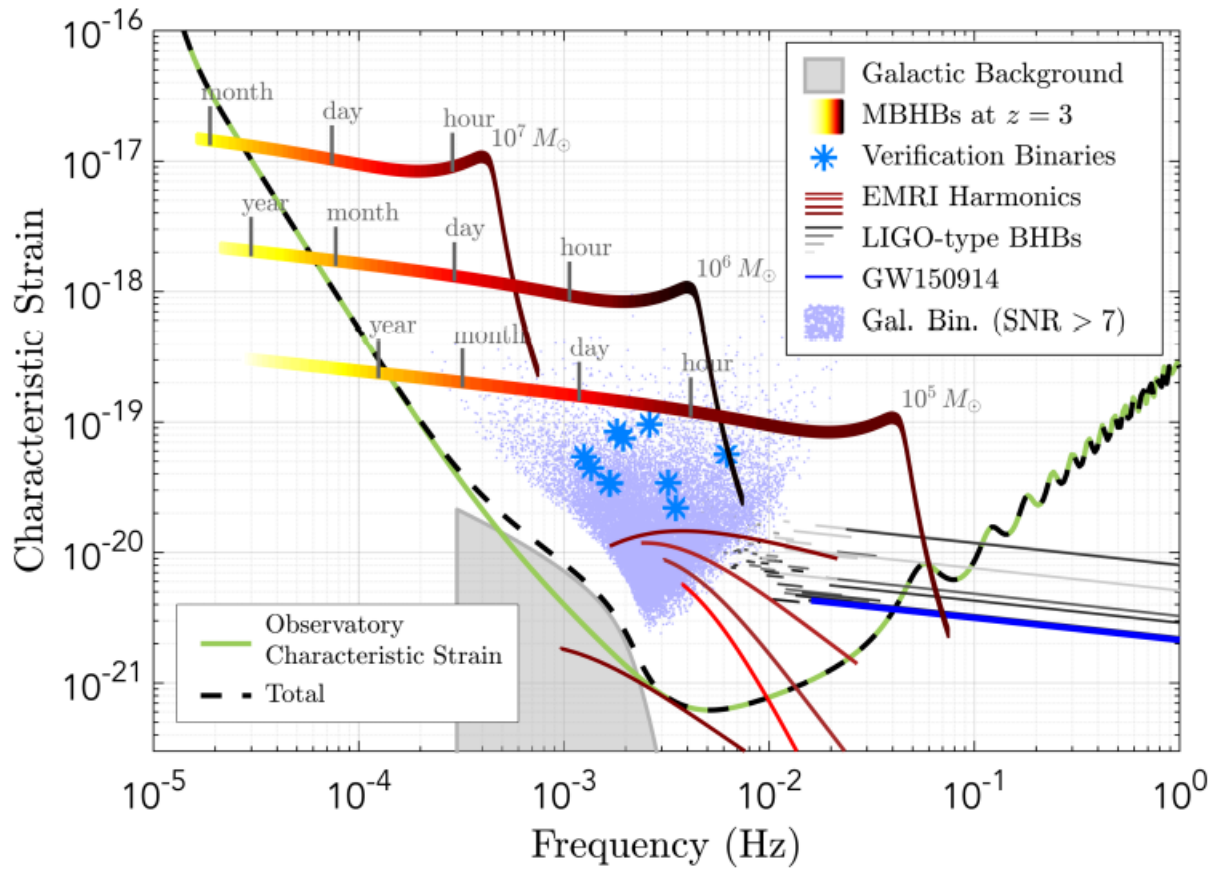 10^-16
10^-17
10^-18
10^-19
10^-20
10^-21
Characteristic Strain
month
day
hour
10^7 M⊙
year
month
day
hour
10^6 M⊙
year
month
day
hour
10^5 M⊙
Galactic Background
MBHBs at z = 3
Verification Binaries
EMRI Harmonics
LIGO-type BHBs
GW150914
Gal. Bin. (SNR > 7)
Observatory
Characteristic Strain
Total
10^-5 10^-4 10^-3 10^-2 10^-1 10^0
Frequency (Hz)